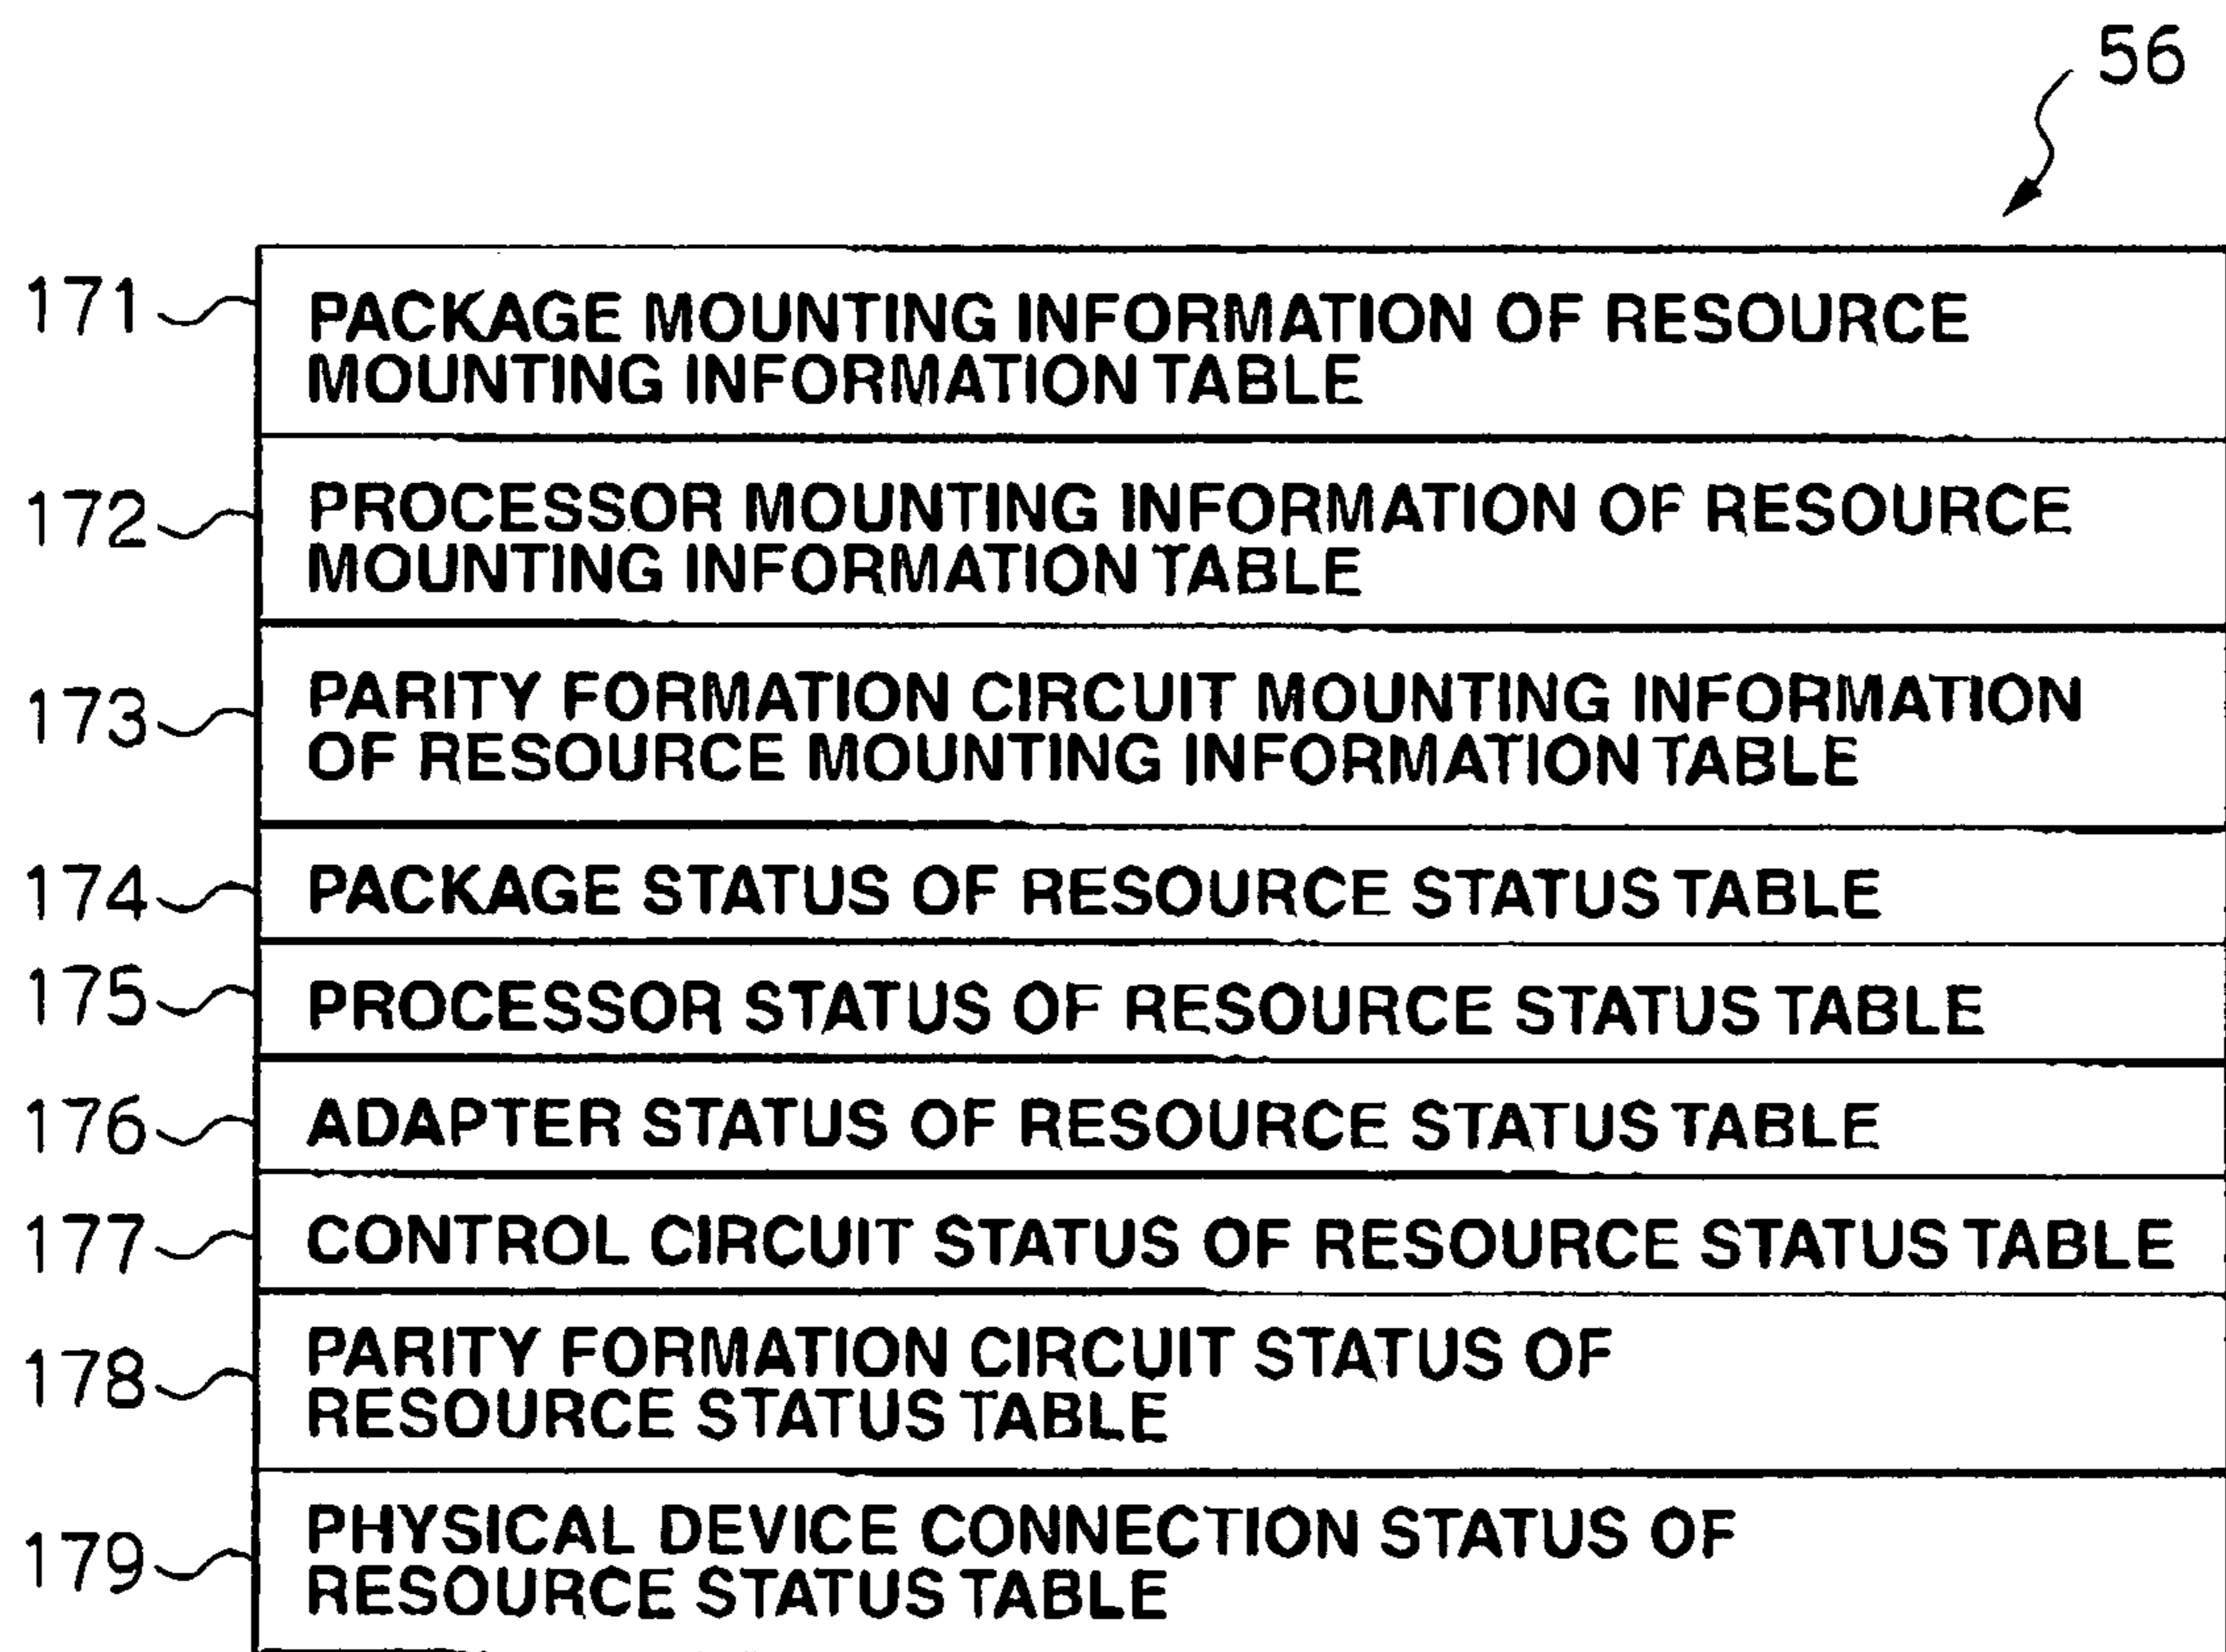 56
171 PACKAGE MOUNTING INFORMATION OF RESOURCE
MOUNTING INFORMATION TABLE
172 PROCESSOR MOUNTING INFORMATION OF RESOURCE
MOUNTING INFORMATION TABLE
173 PARITY FORMATION CIRCUIT MOUNTING INFORMATION
OF RESOURCE MOUNTING INFORMATION TABLE
174 PACKAGE STATUS OF RESOURCE STATUS TABLE
175 PROCESSOR STATUS OF RESOURCE STATUS TABLE
176 ADAPTER STATUS OF RESOURCE STATUS TABLE
177 CONTROL CIRCUIT STATUS OF RESOURCE STATUS TABLE
178 PARITY FORMATION CIRCUIT STATUS OF
RESOURCE STATUS TABLE
179 PHYSICAL DEVICE CONNECTION STATUS OF
RESOURCE STATUS TABLE